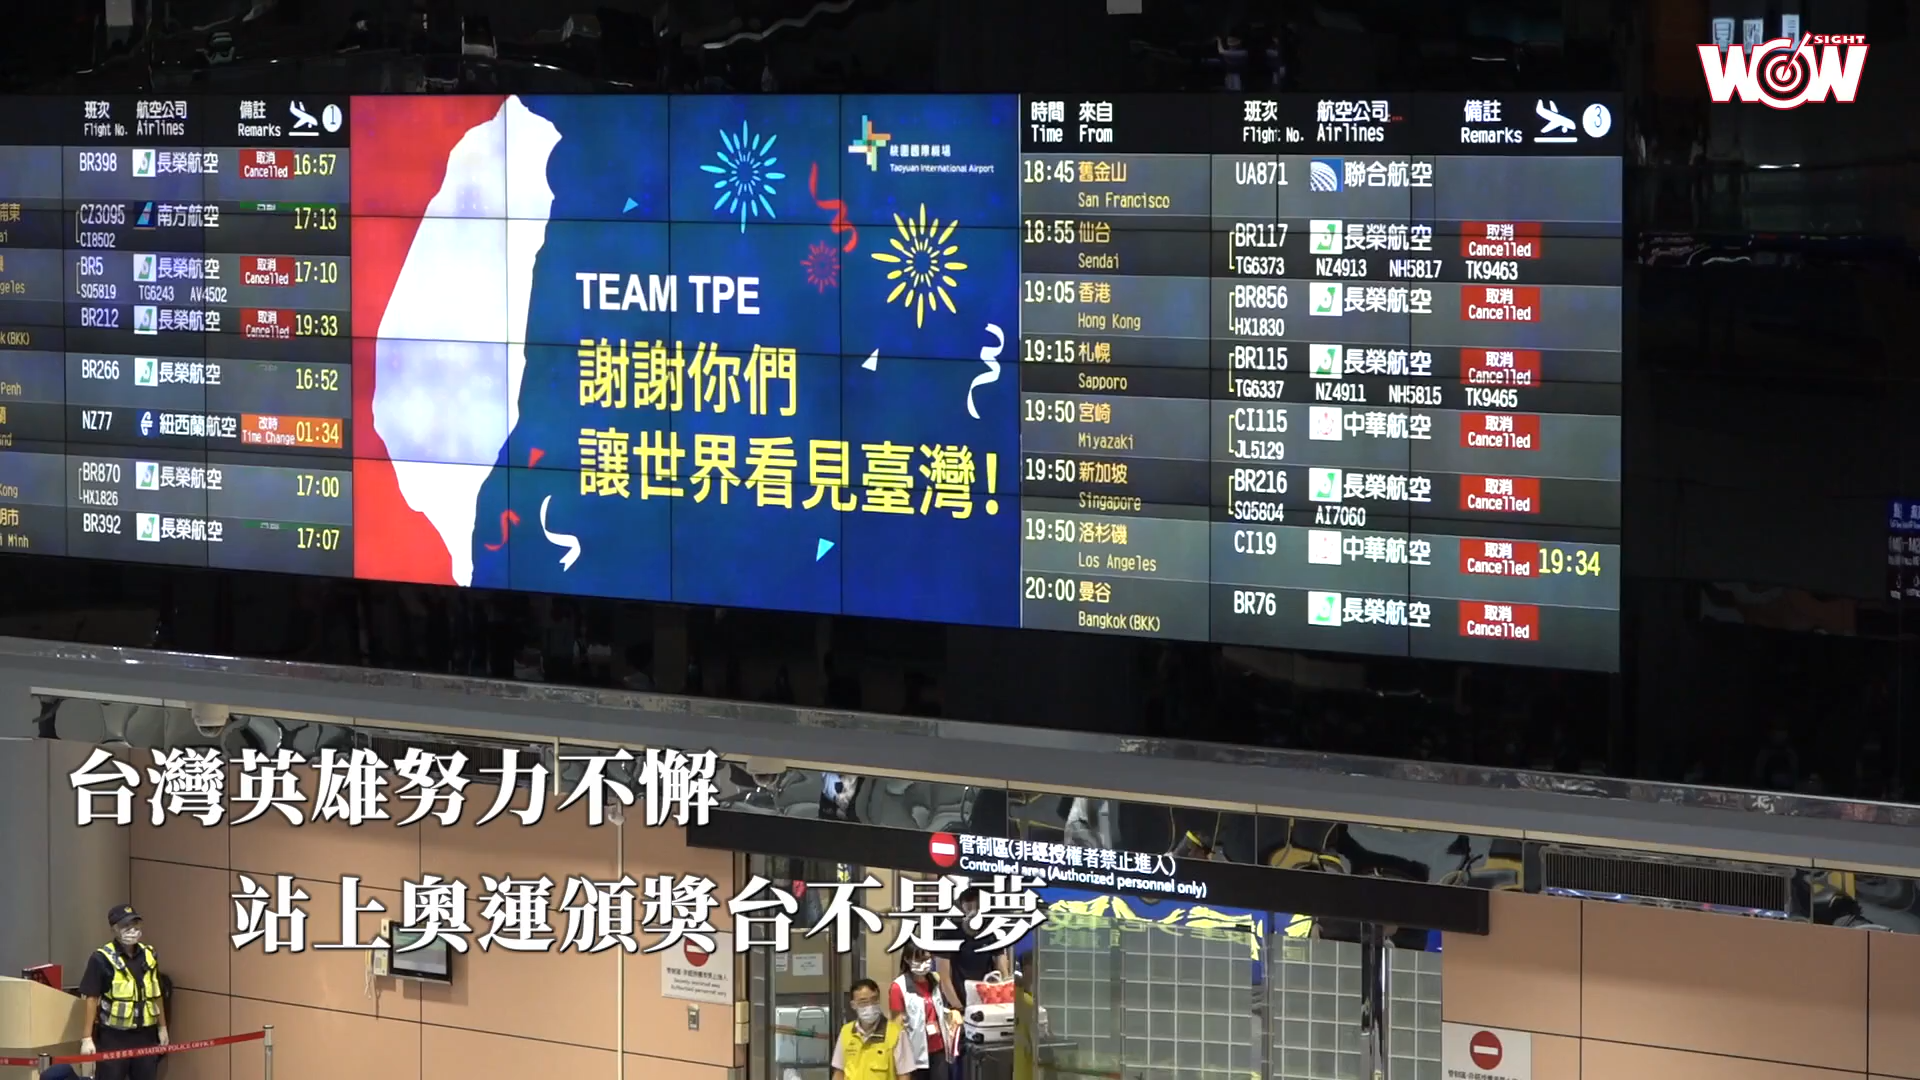 SIGHT
WOW
班次 航空公司 備註 1
Flight No. Airlines Remarks
BR398 長榮航空 取消 Cancelled 16:57
CZ3095 南方航空 17:13
CI8502
BR5 長榮航空 取消 Cancelled 17:10
SQ5819 TG6243 AV4502
BR212 長榮航空 取消 Cancelled 19:33
(BKK)
BR266 長榮航空 16:52
Penh
NZ77 紐西蘭航空 改時 Time Change 01:34
BR870 長榮航空 17:00
HX1826
BR392 長榮航空 17:07
桃園國際機場
Taoyuan International Airport
TEAM TPE
謝謝你們
讓世界看見臺灣!
時間 來自 班次 航空公司 備註 3
Time From Flight No. Airlines Remarks
18:45 舊金山 UA871 聯合航空
San Francisco
18:55 仙台 BR117 長榮航空 取消 Cancelled
Sendai TG6373 NZ4913 NH5817 TK9463
19:05 香港 BR856 長榮航空 取消 Cancelled
Hong Kong HX1830
19:15 札幌 BR115 長榮航空 取消 Cancelled
Sapporo TG6337 NZ4911 NH5815 TK9465
19:50 宮崎 CI115 中華航空 取消 Cancelled
Miyazaki JL5129
19:50 新加坡 BR216 長榮航空 取消 Cancelled
Singapore SQ5804 AI7060
19:50 洛杉磯 CI19 中華航空 取消 Cancelled 19:34
Los Angeles
20:00 曼谷 BR76 長榮航空 取消 Cancelled
Bangkok(BKK)
台灣英雄努力不懈
站上奧運頒獎台不是夢
管制區(非經授權者禁止進入)
Controlled area (Authorized personnel only)
AVIATION POLICE OFFICE